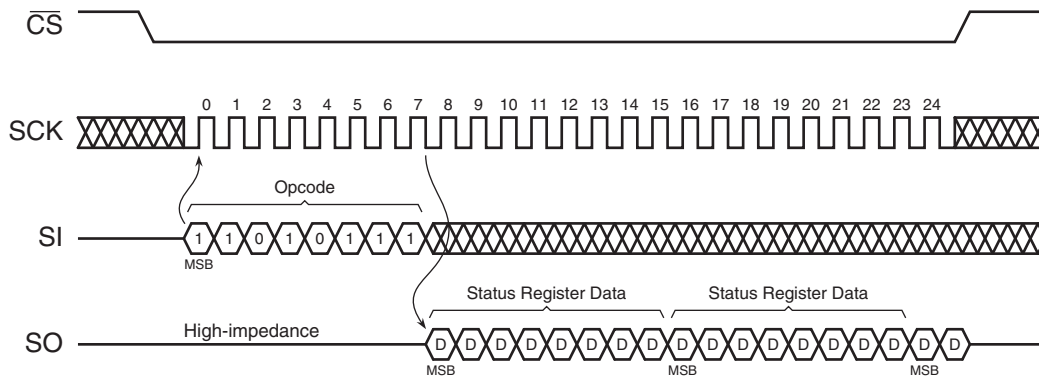 C̅S̅
0 1 2 3 4 5 6 7 8 9 10 11 12 13 14 15 16 17 18 19 20 21 22 23 24
SCK
Opcode
SI 1 1 0 1 0 1 1 1
MSB
Status Register Data Status Register Data
SO High-impedance D D D D D D D D D D D D D D D D D D
MSB MSB MSB